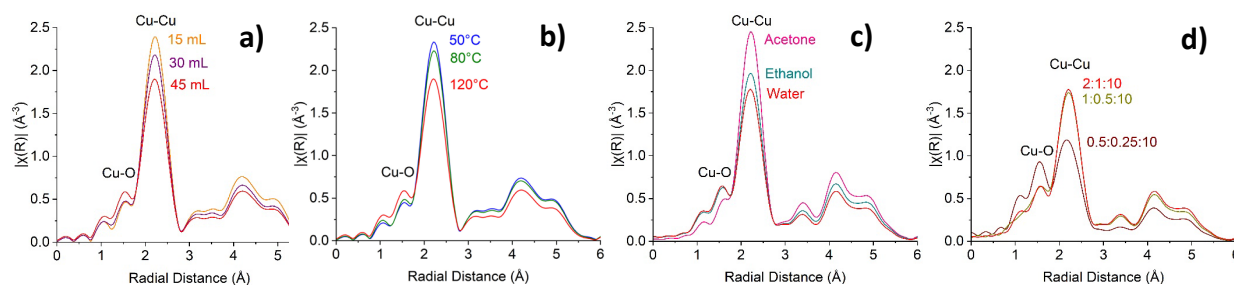 a)
Cu-Cu
15 mL
30 mL
45 mL
Cu-O
|χ(R)| (Å⁻³)
2.5
2.0
1.5
1.0
0.5
0.0
0 1 2 3 4 5
Radial Distance (Å)
b)
Cu-Cu
50°C
80°C
120°C
Cu-O
|χ(R)| (Å⁻³)
2.5
2.0
1.5
1.0
0.5
0.0
0 1 2 3 4 5 6
Radial Distance (Å)
c)
Cu-Cu
Acetone
Ethanol
Water
Cu-O
|χ(R)| (Å⁻³)
2.5
2.0
1.5
1.0
0.5
0.0
0 1 2 3 4 5 6
Radial Distance (Å)
d)
Cu-Cu
2:1:10
1:0.5:10
0.5:0.25:10
Cu-O
|χ(R)| (Å⁻³)
2.5
2.0
1.5
1.0
0.5
0.0
0 1 2 3 4 5 6
Radial Distance (Å)